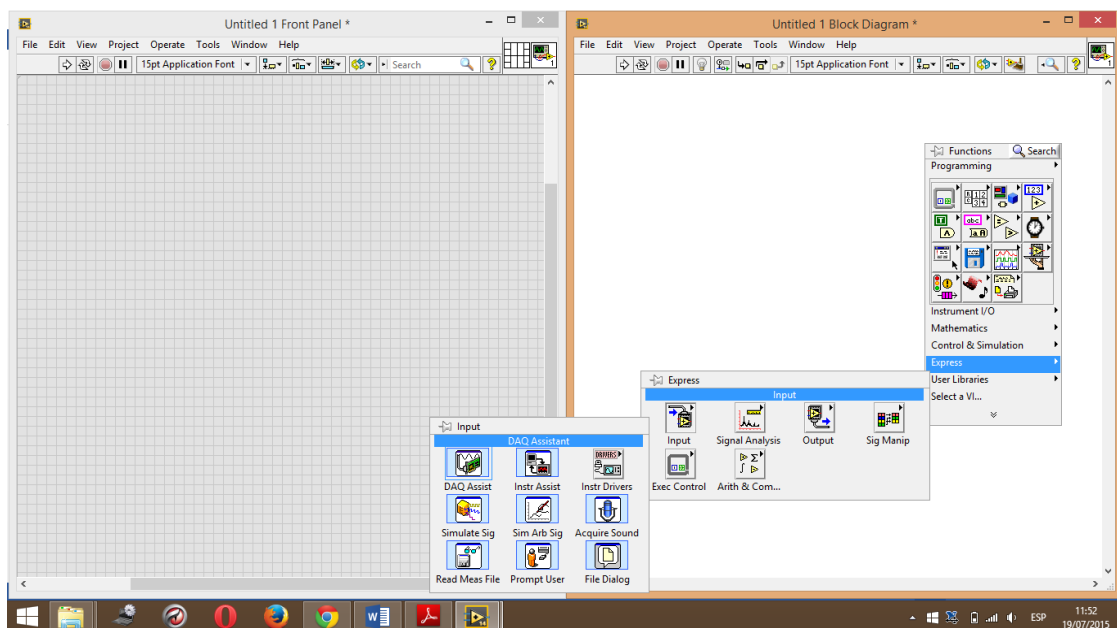 Untitled 1 Front Panel *
File Edit View Project Operate Tools Window Help
15pt Application Font
Search
Untitled 1 Block Diagram *
File Edit View Project Operate Tools Window Help
15pt Application Font
Functions
Search
Programming
Instrument I/O
Mathematics
Control & Simulation
Express
User Libraries
Select a VI...
Express
Input
Input Signal Analysis Output Sig Manip
Exec Control Arith & Com...
Input
DAQ Assistant
DAQ Assist Instr Assist Instr Drivers
Simulate Sig Sim Arb Sig Acquire Sound
Read Meas File Prompt User File Dialog
ESP
11:52
19/07/2015